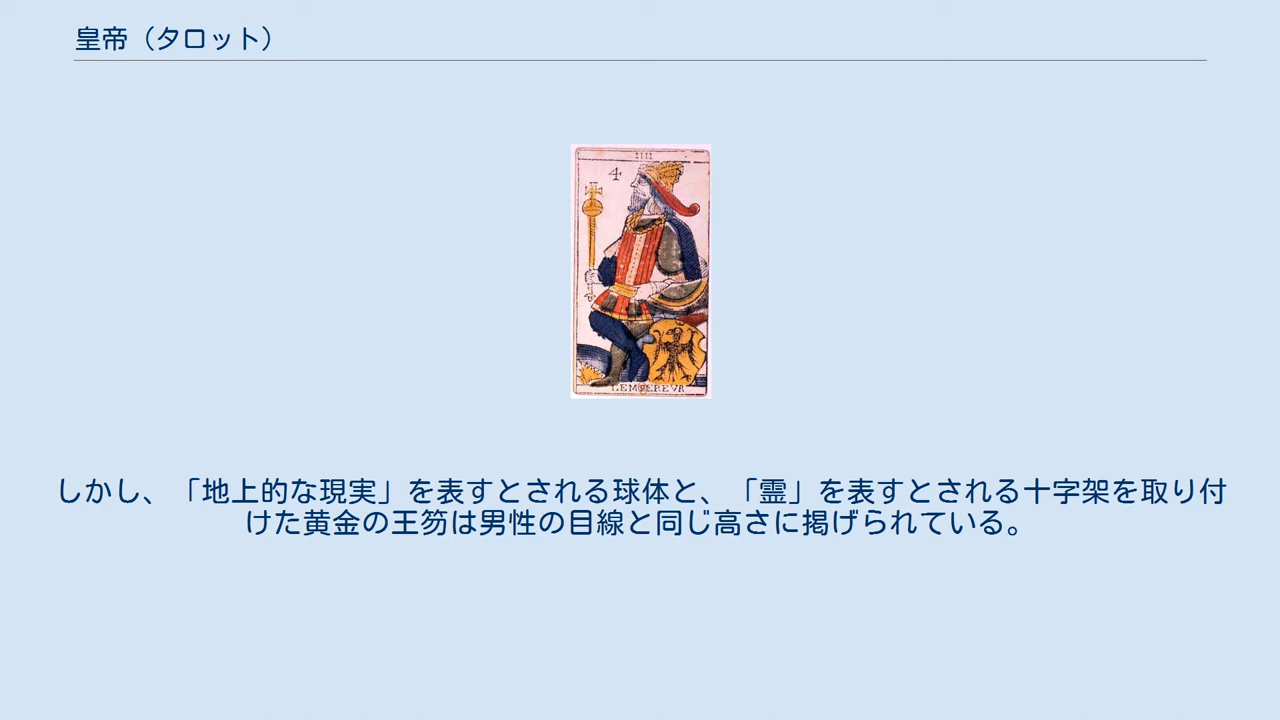 皇帝（タロット）
IIII
4
LEMPEREVR
しかし、「地上的な現実」を表すとされる球体と、「霊」を表すとされる十字架を取り付
けた黄金の王笏は男性の目線と同じ高さに掲げられている。